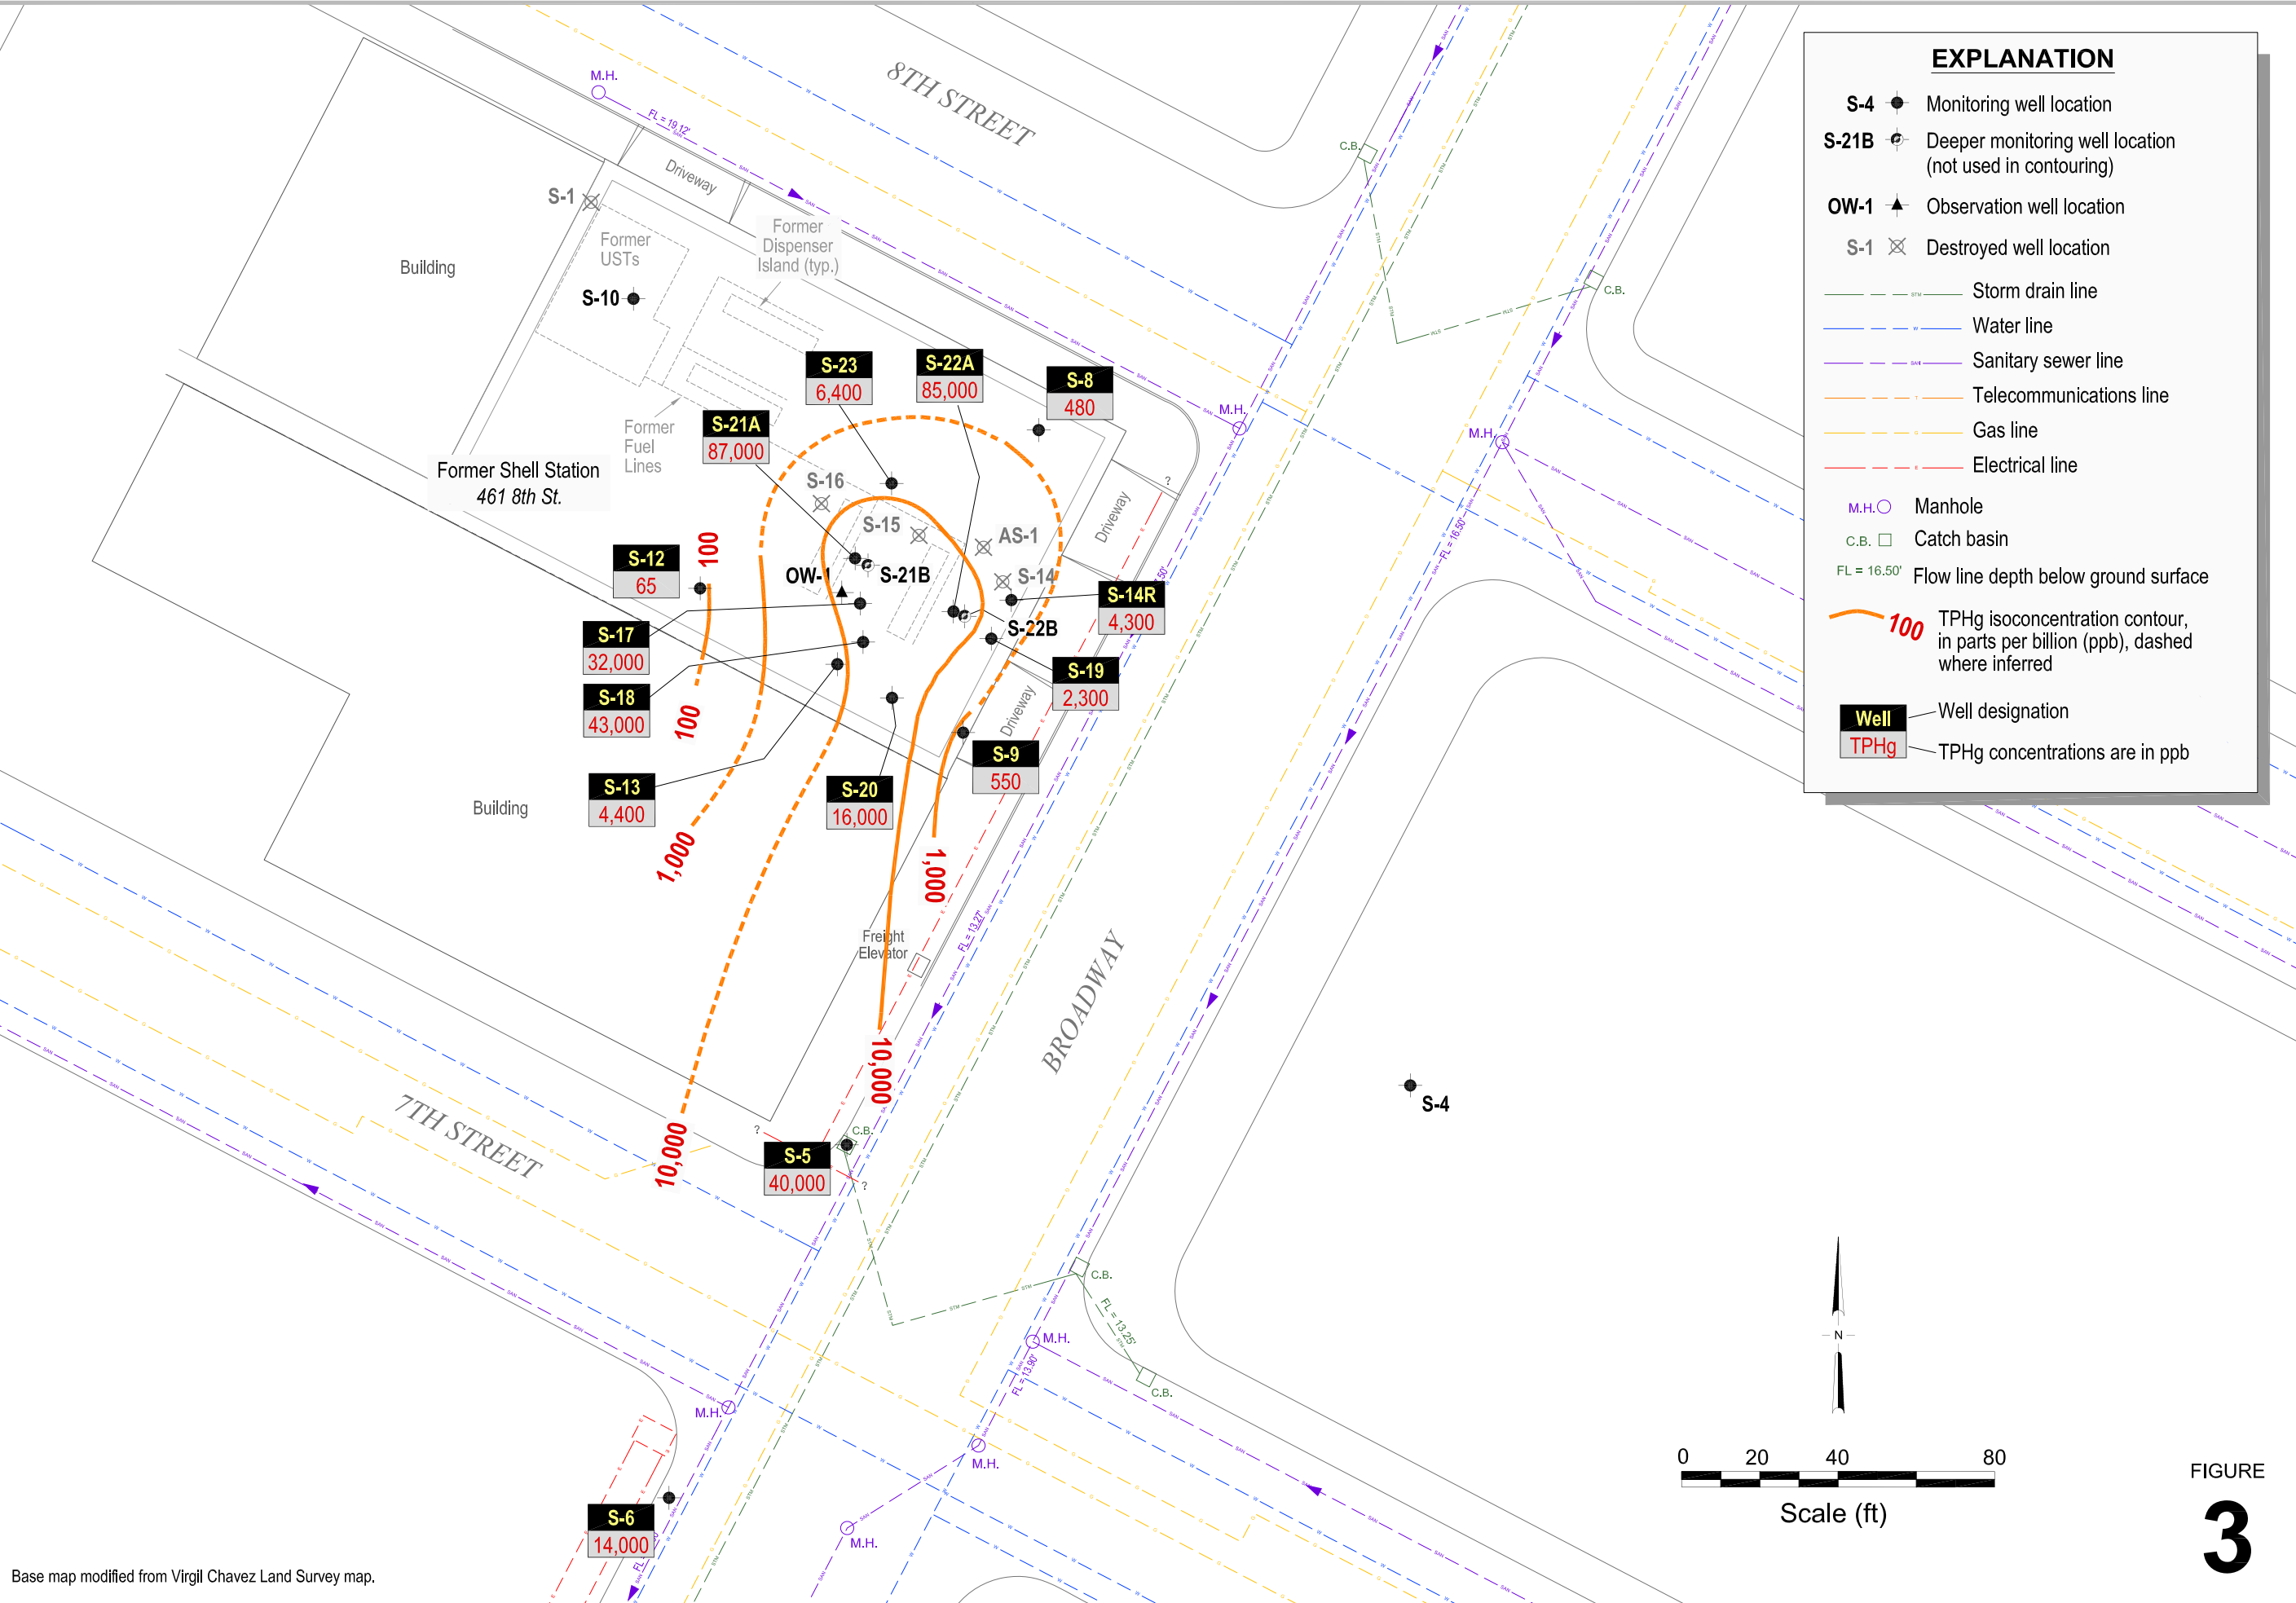 8TH STREET
M.H.
FL = 19.12'
Driveway
S-1
Former
USTs
Former
Dispenser
Island (typ.)
Building
S-10
C.B.
C.B.
S-23
6,400
S-22A
85,000
S-8
480
M.H.
M.H.
S-21A
87,000
Former
Fuel
Lines
Former Shell Station
461 8th St.
S-16
S-15
AS-1
?
Driveway
FL = 16.50'
S-12
65
100
OW-1
S-21B
S-14
S-14R
4,300
S-17
32,000
S-22B
S-18
43,000
100
S-19
2,300
Driveway
S-13
4,400
S-20
16,000
S-9
550
Building
1,000
1,000
Freight
Elevator
FL = 13.27'
BROADWAY
10,000
S-4
7TH STREET
?
C.B.
10,000
S-5
40,000
?
C.B.
FL = 13.25'
M.H.
FL = 13.90'
C.B.
M.H.
M.H.
M.H.
S-6
14,000
Base map modified from Virgil Chavez Land Survey map.
EXPLANATION
S-4 Monitoring well location
S-21B Deeper monitoring well location
(not used in contouring)
OW-1 Observation well location
S-1 Destroyed well location
STM Storm drain line
W Water line
SAN Sanitary sewer line
T Telecommunications line
G Gas line
E Electrical line
M.H. Manhole
C.B. Catch basin
FL = 16.50' Flow line depth below ground surface
100 TPHg isoconcentration contour,
in parts per billion (ppb), dashed
where inferred
Well Well designation
TPHg TPHg concentrations are in ppb
N
0 20 40 80
Scale (ft)
FIGURE
3